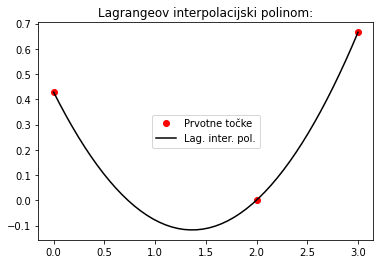 Lagrangeov interpolacijski polinom:
0.7
0.6
0.5
0.4
0.3
0.2
0.1
0.0
−0.1
Prvotne točke
Lag. inter. pol.
0.0 0.5 1.0 1.5 2.0 2.5 3.0